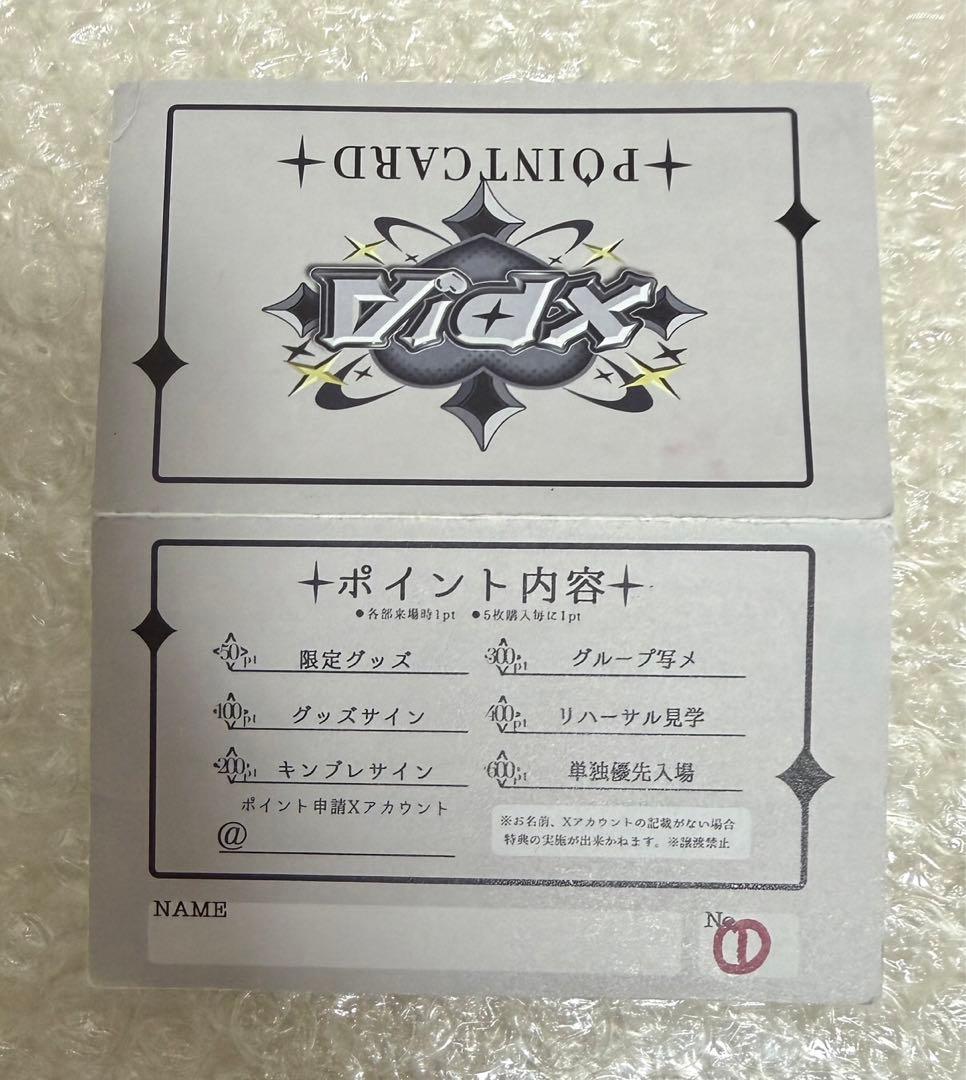 XPIA
POINTCARD
ポイント内容
●各部来場時1pt ●5枚購入毎に1pt
50pt 限定グッズ
100pt グッズサイン
200pt キンブレサイン
300pt グループ写メ
400pt リハーサル見学
600pt 単独優先入場
ポイント申請Xアカウント
@
※お名前、Xアカウントの記載がない場合
特典の実施が出来かねます。※譲渡禁止
NAME
No ①